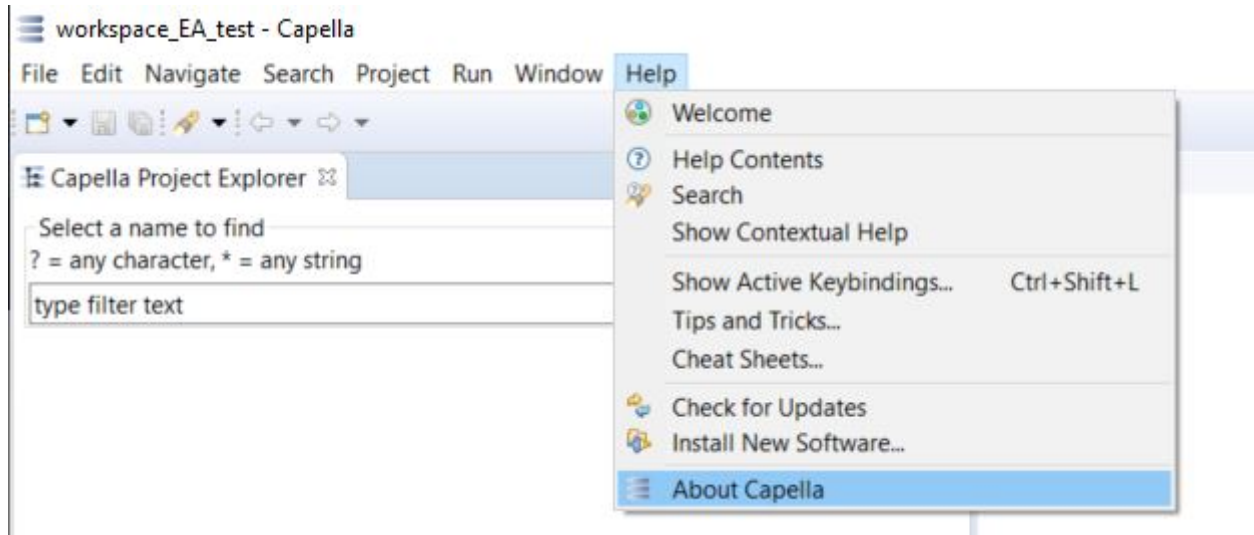 workspace_EA_test - Capella
File Edit Navigate Search Project Run Window Help
Capella Project Explorer
Select a name to find
? = any character, * = any string
type filter text
Welcome
Help Contents
Search
Show Contextual Help
Show Active Keybindings... Ctrl+Shift+L
Tips and Tricks...
Cheat Sheets...
Check for Updates
Install New Software...
About Capella